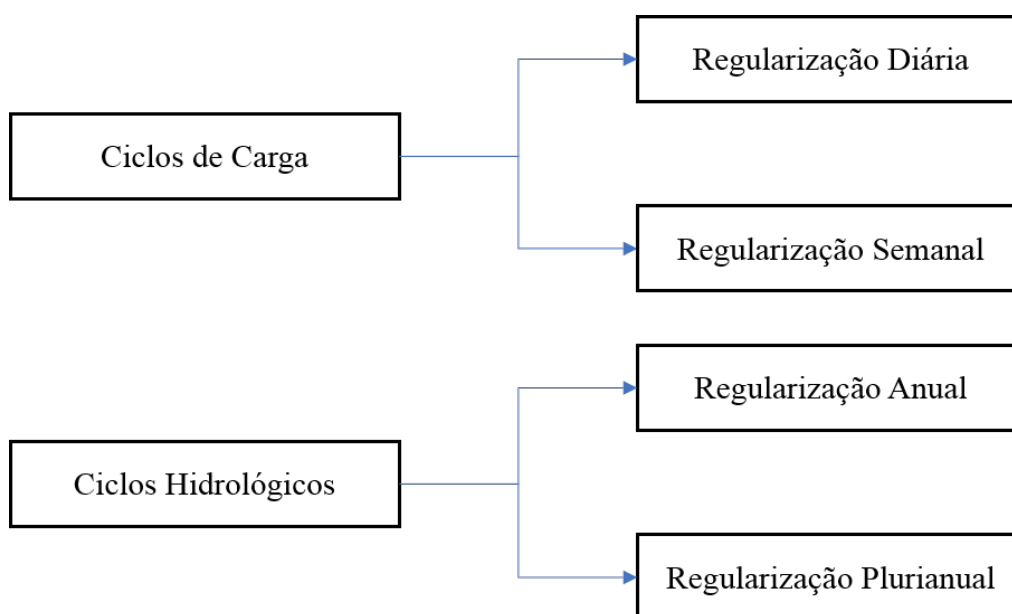 Regularização Diária
Ciclos de Carga
Regularização Semanal
Regularização Anual
Ciclos Hidrológicos
Regularização Plurianual